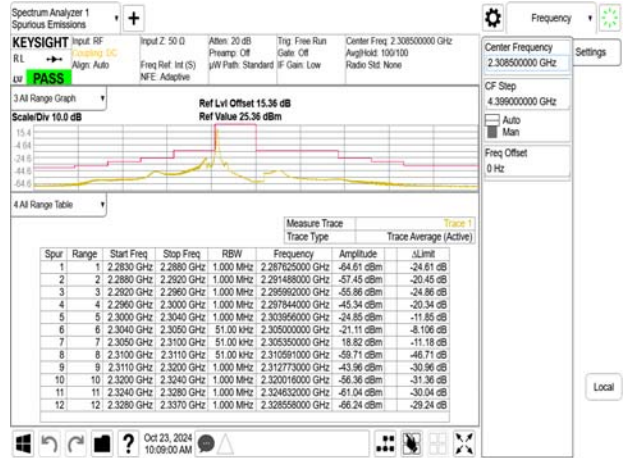 Spectrum Analyzer 1
Spurious Emissions
Frequency
KEYSIGHT Input: RF Input Z: 50 Ω Atten: 20 dB Trig: Free Run Center Freq: 2.308500000 GHz
RL Coupling: DC Preamp: Off Gate: Off Avg|Hold: 100/100
Align: Auto Freq Ref: Int (S) µW Path: Standard IF Gain: Low Radio Std: None
PASS NFE: Adaptive
3 All Range Graph
Ref Lvl Offset 15.36 dB
Scale/Div 10.0 dB Ref Value 25.36 dBm
15.4
-4.64
-24.6
-44.6
-64.6
4 All Range Table
Measure Trace Trace 1
Trace Type Trace Average (Active)
Spur Range Start Freq Stop Freq RBW Frequency Amplitude ΔLimit
1 1 2.2830 GHz 2.2880 GHz 1.000 MHz 2.287625000 GHz -64.61 dBm -24.61 dB
2 2 2.2880 GHz 2.2920 GHz 1.000 MHz 2.291488000 GHz -57.45 dBm -20.45 dB
3 3 2.2920 GHz 2.2960 GHz 1.000 MHz 2.295992000 GHz -55.86 dBm -24.86 dB
4 4 2.2960 GHz 2.3000 GHz 1.000 MHz 2.297844000 GHz -45.34 dBm -20.34 dB
5 5 2.3000 GHz 2.3040 GHz 1.000 MHz 2.303956000 GHz -24.85 dBm -11.85 dB
6 6 2.3040 GHz 2.3050 GHz 51.00 kHz 2.305000000 GHz -21.11 dBm -8.106 dB
7 7 2.3050 GHz 2.3100 GHz 51.00 kHz 2.305350000 GHz 18.82 dBm -11.18 dB
8 8 2.3100 GHz 2.3110 GHz 51.00 kHz 2.310591000 GHz -59.71 dBm -46.71 dB
9 9 2.3110 GHz 2.3200 GHz 1.000 MHz 2.312773000 GHz -43.96 dBm -30.96 dB
10 10 2.3200 GHz 2.3240 GHz 1.000 MHz 2.320016000 GHz -56.36 dBm -31.36 dB
11 11 2.3240 GHz 2.3280 GHz 1.000 MHz 2.324632000 GHz -61.04 dBm -30.04 dB
12 12 2.3280 GHz 2.3370 GHz 1.000 MHz 2.328558000 GHz -66.24 dBm -29.24 dB
Center Frequency
2.308500000 GHz
Settings
CF Step
4.399000000 GHz
Auto
Man
Freq Offset
0 Hz
Local
Oct 23, 2024
10:09:00 AM